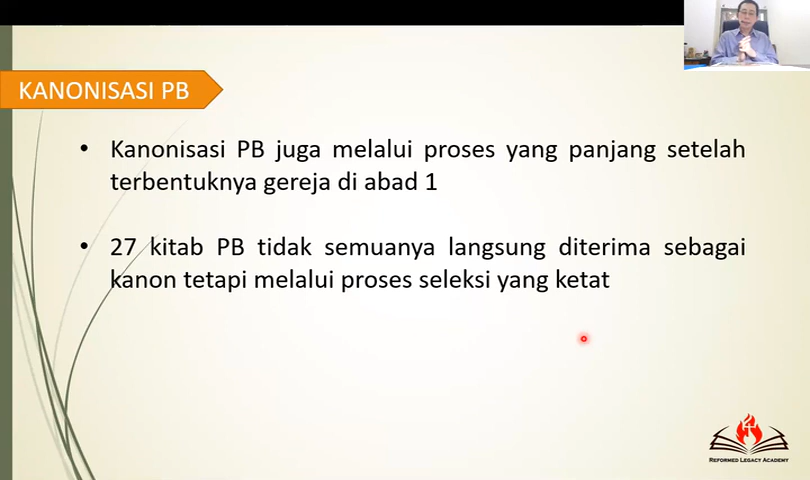 KANONISASI PB
• Kanonisasi PB juga melalui proses yang panjang setelah
terbentuknya gereja di abad 1
• 27 kitab PB tidak semuanya langsung diterima sebagai
kanon tetapi melalui proses seleksi yang ketat
REFORMED LEGACY ACADEMY